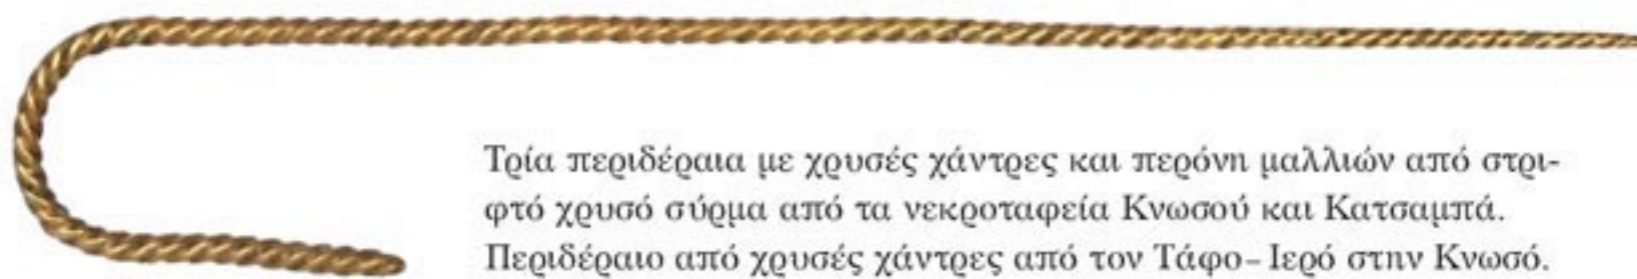 Τρία περιδέραια με χρυσές χάντρες και περόνη μαλλιών από στρι-
φτό χρυσό σύρμα από τα νεκροταφεία Κνωσού και Κατσαμπά.
Περιδέραιο από χρυσές χάντρες από τον Τάφο-Ιερό στην Κνωσό.